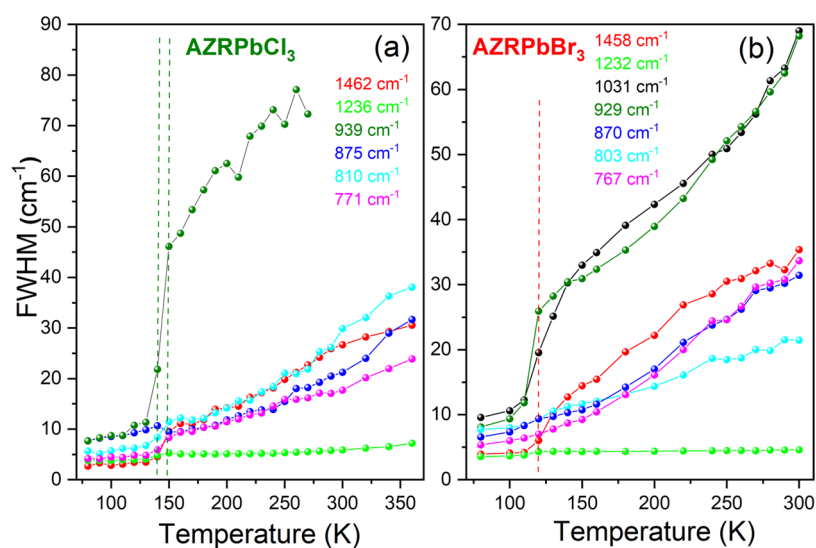 AZRPbCl3
(a)
1462 cm-1
1236 cm-1
939 cm-1
875 cm-1
810 cm-1
771 cm-1
FWHM (cm-1)
90
80
70
60
50
40
30
20
10
0
100 150 200 250 300 350
Temperature (K)
AZRPbBr3
(b)
1458 cm-1
1232 cm-1
1031 cm-1
929 cm-1
870 cm-1
803 cm-1
767 cm-1
70
60
50
40
30
20
10
0
100 150 200 250 300
Temperature (K)